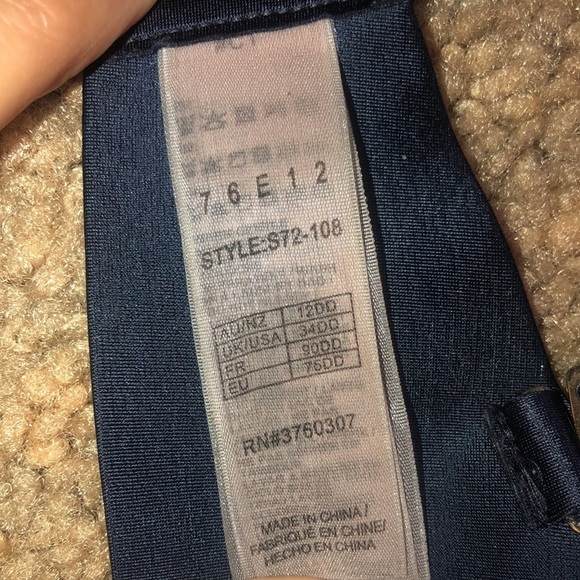 7 6 E 1 2
STYLE:S72-108
AU/NZ 12DD
UK/USA 34DD
FR 90DD
EU 75DD
RN#3760307
MADE IN CHINA/
FABRIQUÉ EN CHINE/
HECHO EN CHINA